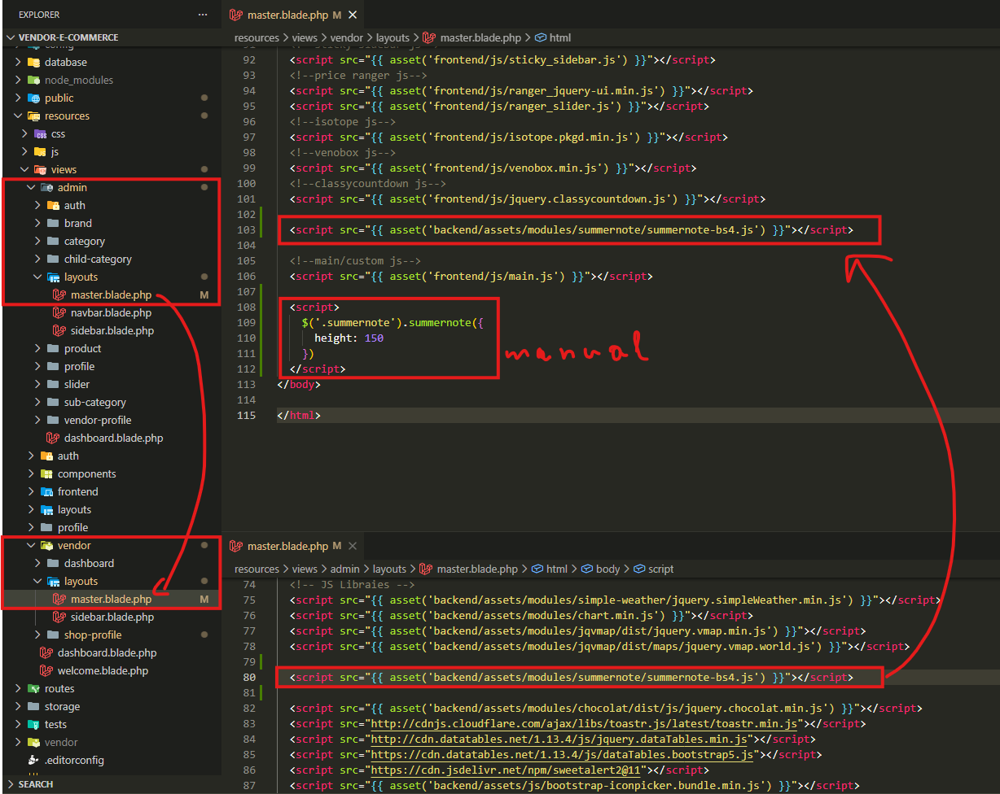 EXPLORER
VENDOR-E-COMMERCE
config
database
node_modules
public
resources
css
js
views
admin
auth
brand
category
child-category
layouts
master.blade.php M
navbar.blade.php
sidebar.blade.php
product
profile
slider
sub-category
vendor-profile
dashboard.blade.php
auth
components
frontend
layouts
profile
vendor
dashboard
layouts
master.blade.php M
sidebar.blade.php
shop-profile
dashboard.blade.php
welcome.blade.php
routes
storage
tests
vendor
.editorconfig
SEARCH
master.blade.php M
resources > views > vendor > layouts > master.blade.php > html
91 <!--sticky sidebar js-->
92 <script src="{{ asset('frontend/js/sticky_sidebar.js') }}"></script>
93 <!--price ranger js-->
94 <script src="{{ asset('frontend/js/ranger_jquery-ui.min.js') }}"></script>
95 <script src="{{ asset('frontend/js/ranger_slider.js') }}"></script>
96 <!--isotope js-->
97 <script src="{{ asset('frontend/js/isotope.pkgd.min.js') }}"></script>
98 <!--venobox js-->
99 <script src="{{ asset('frontend/js/venobox.min.js') }}"></script>
100 <!--classycountdown js-->
101 <script src="{{ asset('frontend/js/jquery.classycountdown.js') }}"></script>
102
103 <script src="{{ asset('backend/assets/modules/summernote/summernote-bs4.js') }}"></script>
104
105 <!--main/custom js-->
106 <script src="{{ asset('frontend/js/main.js') }}"></script>
107
108 <script>
109 $('.summernote').summernote({
110 height: 150
111 })
112 </script>
manual
113 </body>
114
115 </html>
master.blade.php M
resources > views > admin > layouts > master.blade.php > html > body > script
74 <!-- JS Libraies -->
75 <script src="{{ asset('backend/assets/modules/simple-weather/jquery.simpleWeather.min.js') }}"></script>
76 <script src="{{ asset('backend/assets/modules/chart.min.js') }}"></script>
77 <script src="{{ asset('backend/assets/modules/jqvmap/dist/jquery.vmap.min.js') }}"></script>
78 <script src="{{ asset('backend/assets/modules/jqvmap/dist/maps/jquery.vmap.world.js') }}"></script>
79
80 <script src="{{ asset('backend/assets/modules/summernote/summernote-bs4.js') }}"></script>
81
82 <script src="{{ asset('backend/assets/modules/chocolat/dist/js/jquery.chocolat.min.js') }}"></script>
83 <script src="http://cdnjs.cloudflare.com/ajax/libs/toastr.js/latest/toastr.min.js"></script>
84 <script src="http://cdn.datatables.net/1.13.4/js/jquery.dataTables.min.js"></script>
85 <script src="https://cdn.datatables.net/1.13.4/js/dataTables.bootstrap5.js"></script>
86 <script src="https://cdn.jsdelivr.net/npm/sweetalert2@11"></script>
87 <script src="{{ asset('backend/assets/js/bootstrap-iconpicker.bundle.min.js') }}"></script>